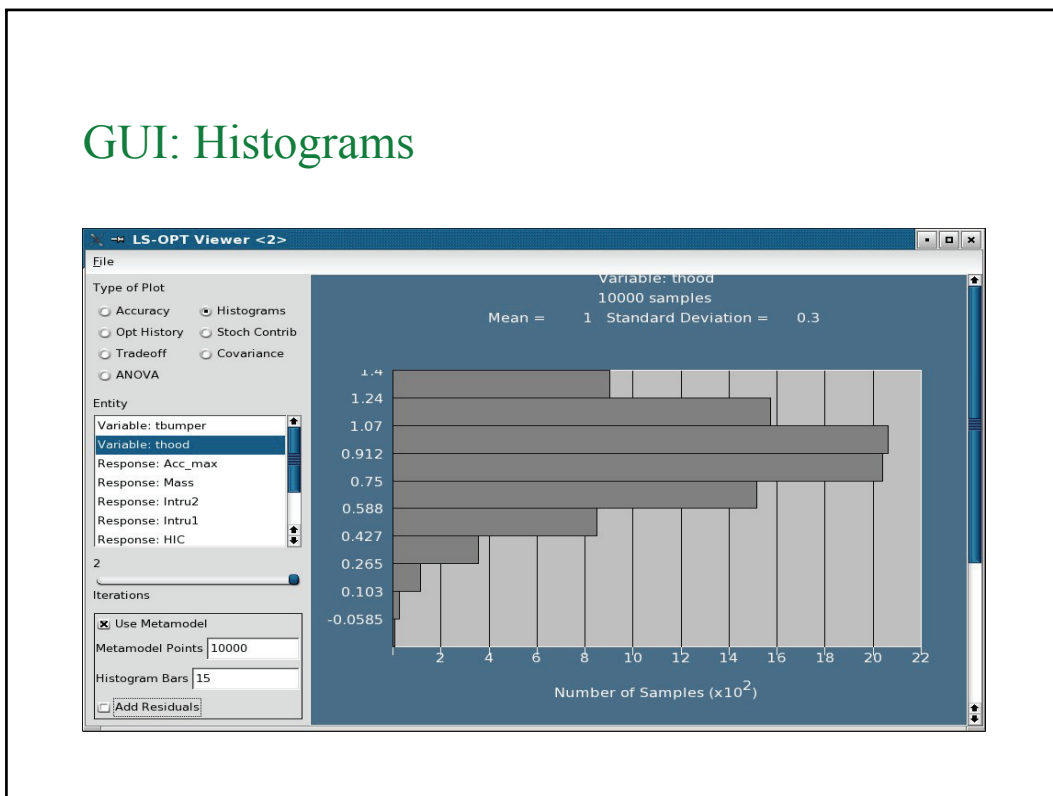 GUI: Histograms
LS-OPT Viewer <2>
File
Type of Plot
Accuracy
Histograms
Opt History
Stoch Contrib
Tradeoff
Covariance
ANOVA
Entity
Variable: tbumper
Variable: thood
Response: Acc_max
Response: Mass
Response: Intru2
Response: Intru1
Response: HIC
2
Iterations
Use Metamodel
Metamodel Points 10000
Histogram Bars 15
Add Residuals
Variable: thood
10000 samples
Mean = 1 Standard Deviation = 0.3
1.4
1.24
1.07
0.912
0.75
0.588
0.427
0.265
0.103
-0.0585
2 4 6 8 10 12 14 16 18 20 22
Number of Samples (x10²)